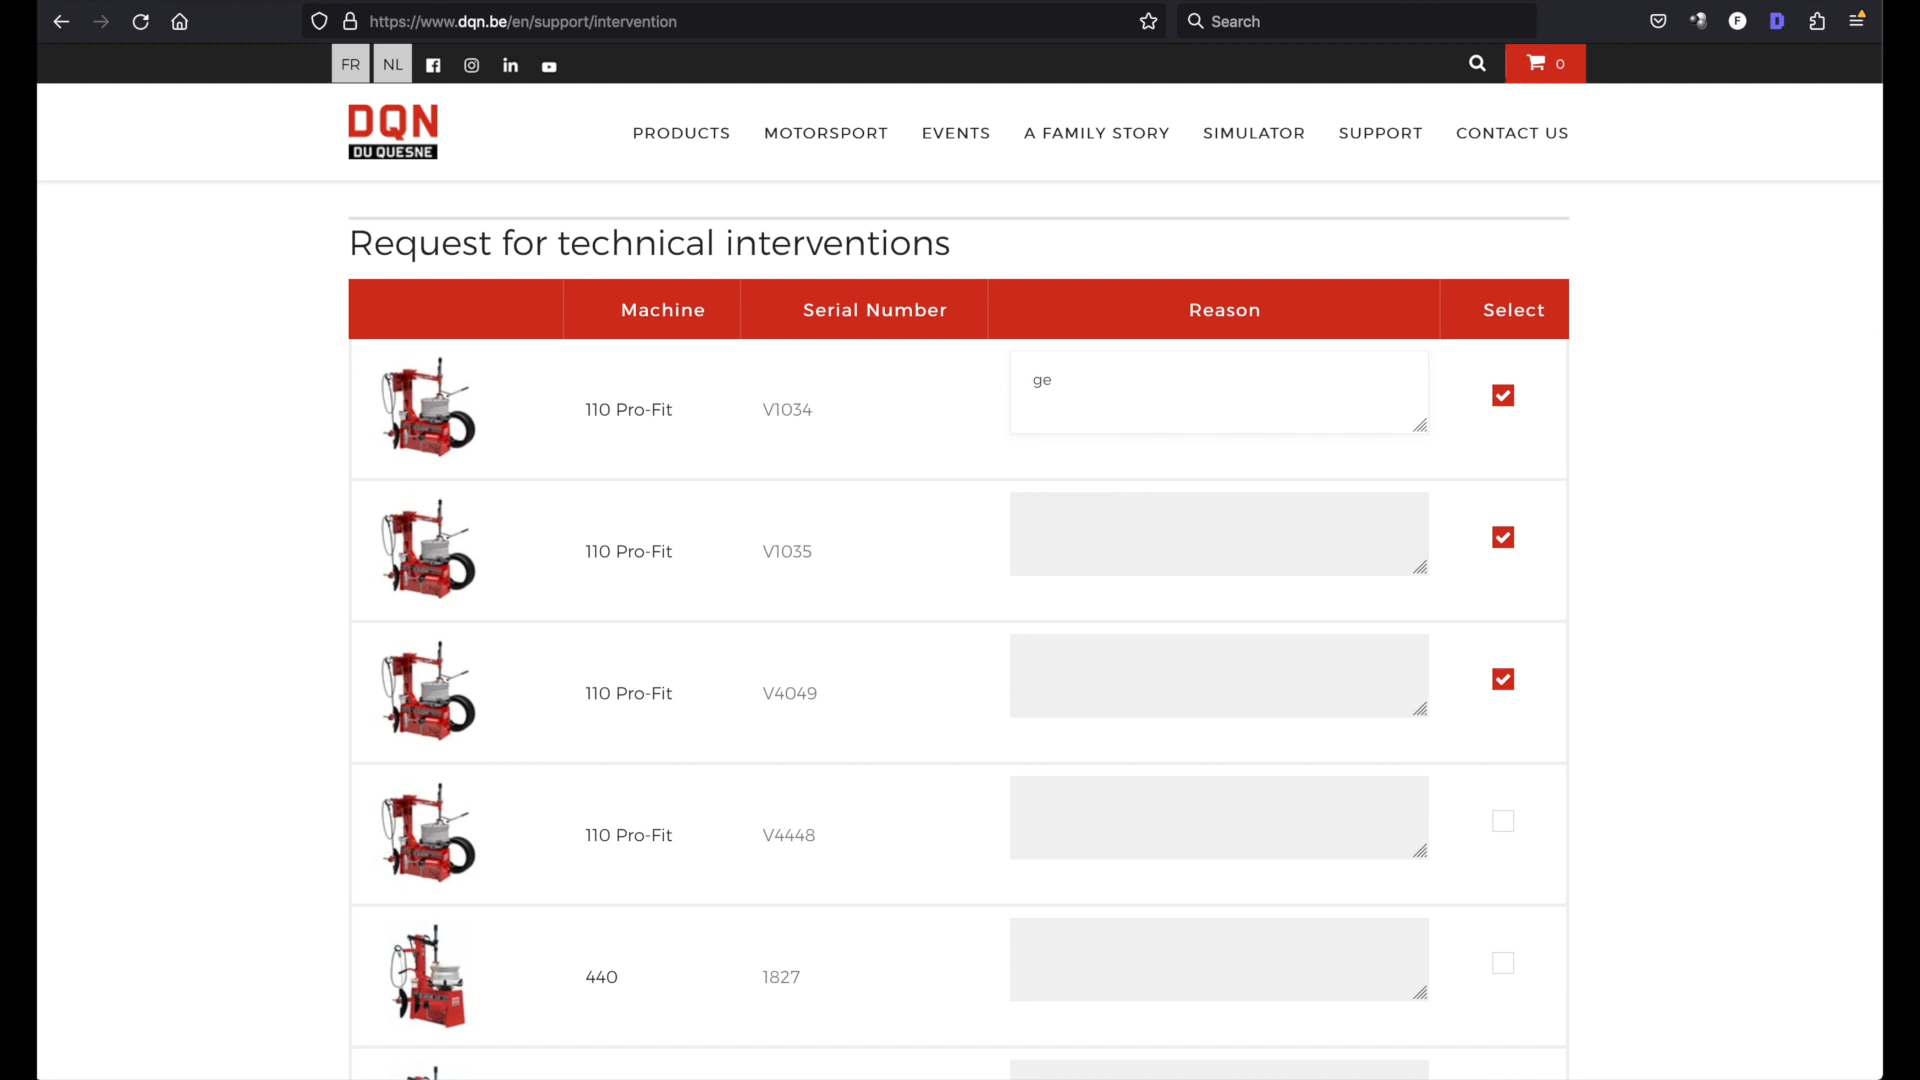 https://www.dqn.be/en/support/intervention
Search
F
D
FR
NL
0
DQN
DU QUESNE
PRODUCTS
MOTORSPORT
EVENTS
A FAMILY STORY
SIMULATOR
SUPPORT
CONTACT US
Request for technical interventions
Machine
Serial Number
Reason
Select
110 Pro-Fit
V1034
ge
110 Pro-Fit
V1035
110 Pro-Fit
V4049
110 Pro-Fit
V4448
440
1827